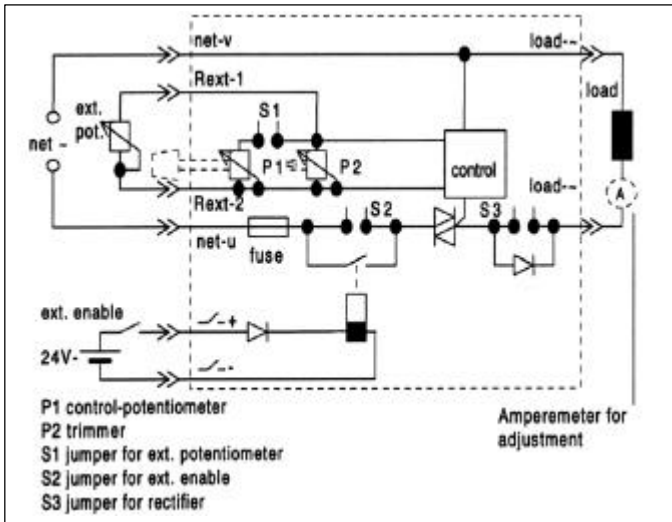 net-v
load-~
Rext-1
load
ext.
pot.
S1
net ~
P1
P2
control
A
Rext-2
S2
S3
load-~
net-u
fuse
ext. enable
+
24V-
-
P1 control-potentiometer
P2 trimmer
S1 jumper for ext. potentiometer
S2 jumper for ext. enable
S3 jumper for rectifier
Amperemeter for
adjustment